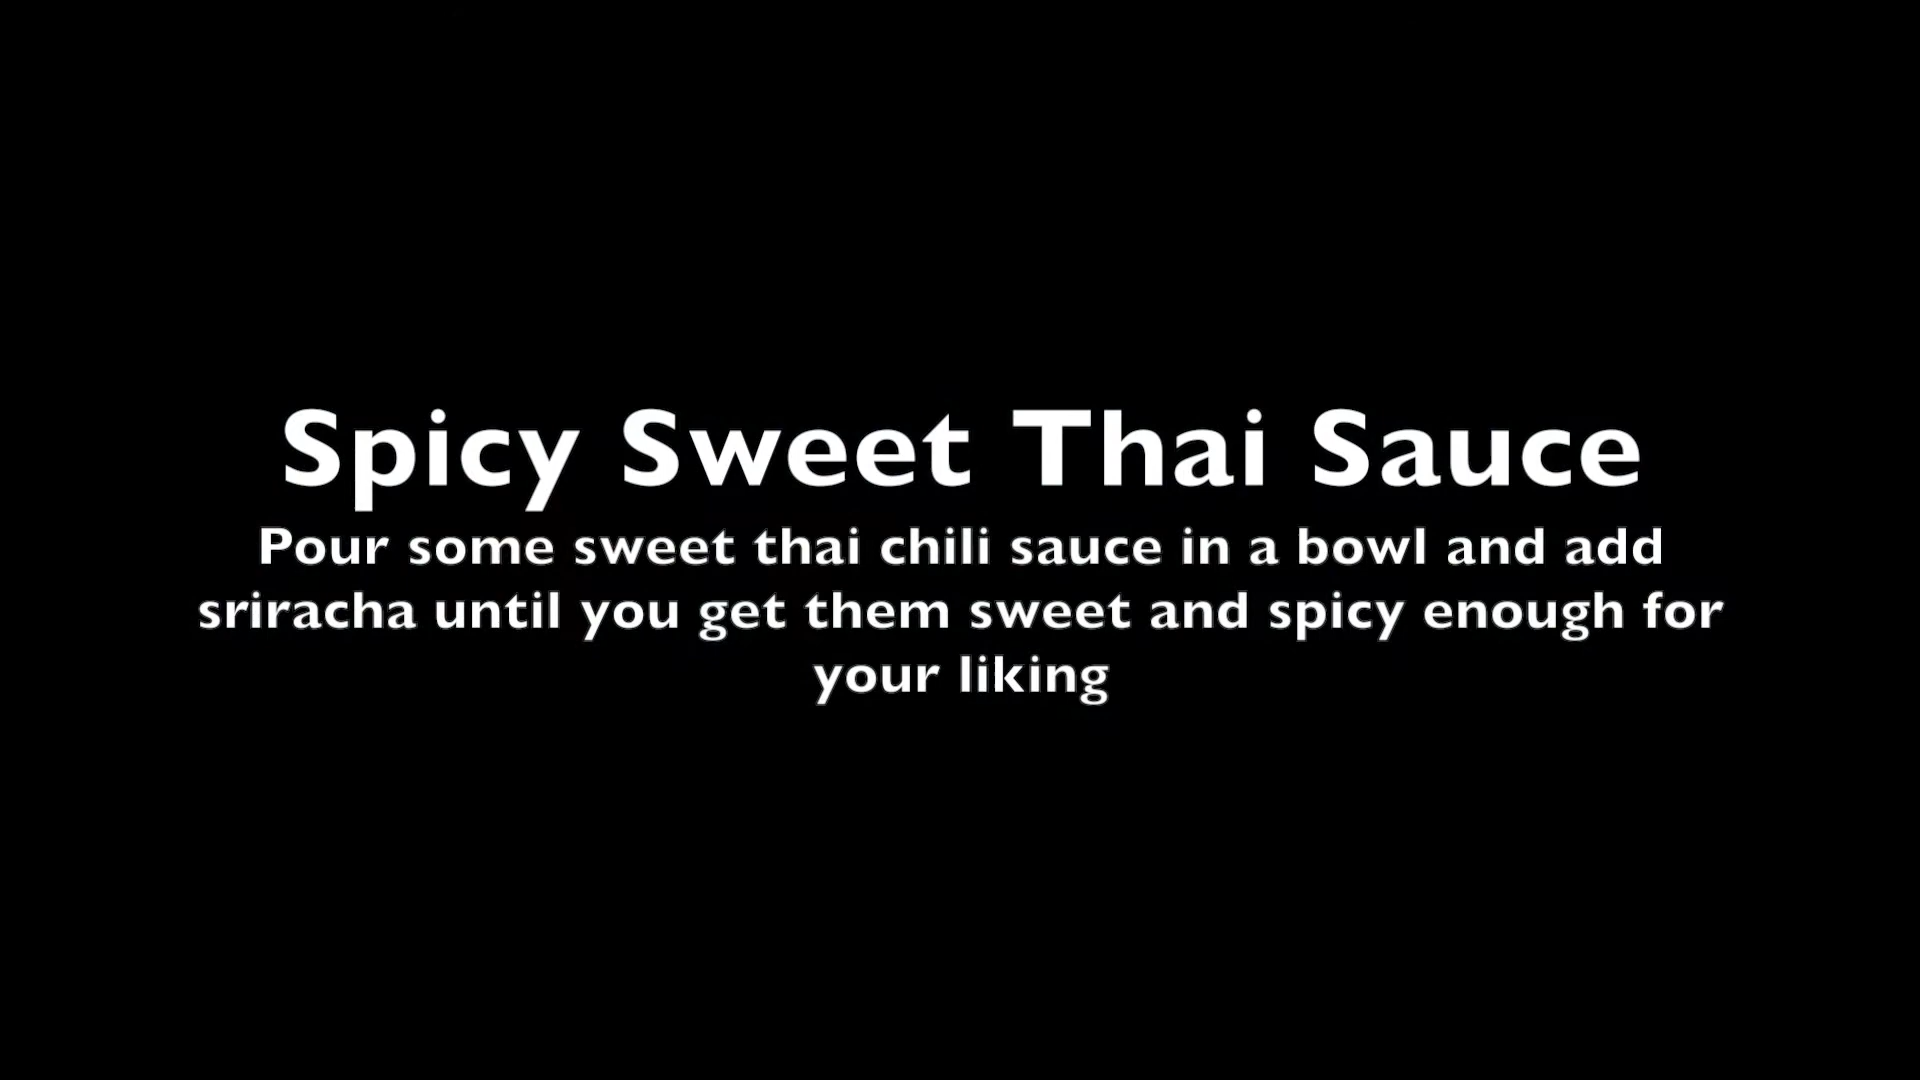 Spicy Sweet Thai Sauce
Pour some sweet thai chili sauce in a bowl and add
sriracha until you get them sweet and spicy enough for
your liking